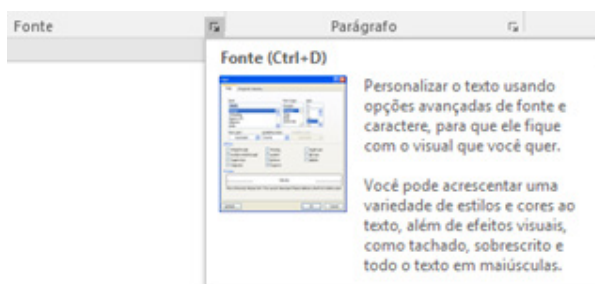 Fonte
Parágrafo
Fonte (Ctrl+D)
Personalizar o texto usando
opções avançadas de fonte e
caractere, para que ele fique
com o visual que você quer.
Você pode acrescentar uma
variedade de estilos e cores ao
texto, além de efeitos visuais,
como tachado, sobrescrito e
todo o texto em maiúsculas.